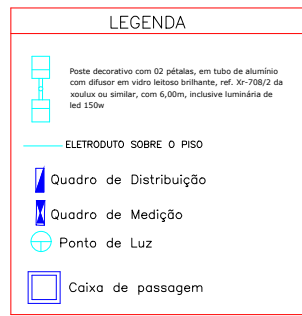 LEGENDA
Poste decorativo com 02 pétalas, em tubo de alumínio
com difusor em vidro leitoso brilhante, ref. Xr-708/2 da
xoulux ou similar, com 6,00m, inclusive luminária de
led 150w
ELETRODUTO SOBRE O PISO
Quadro de Distribuição
Quadro de Medição
Ponto de Luz
Caixa de passagem